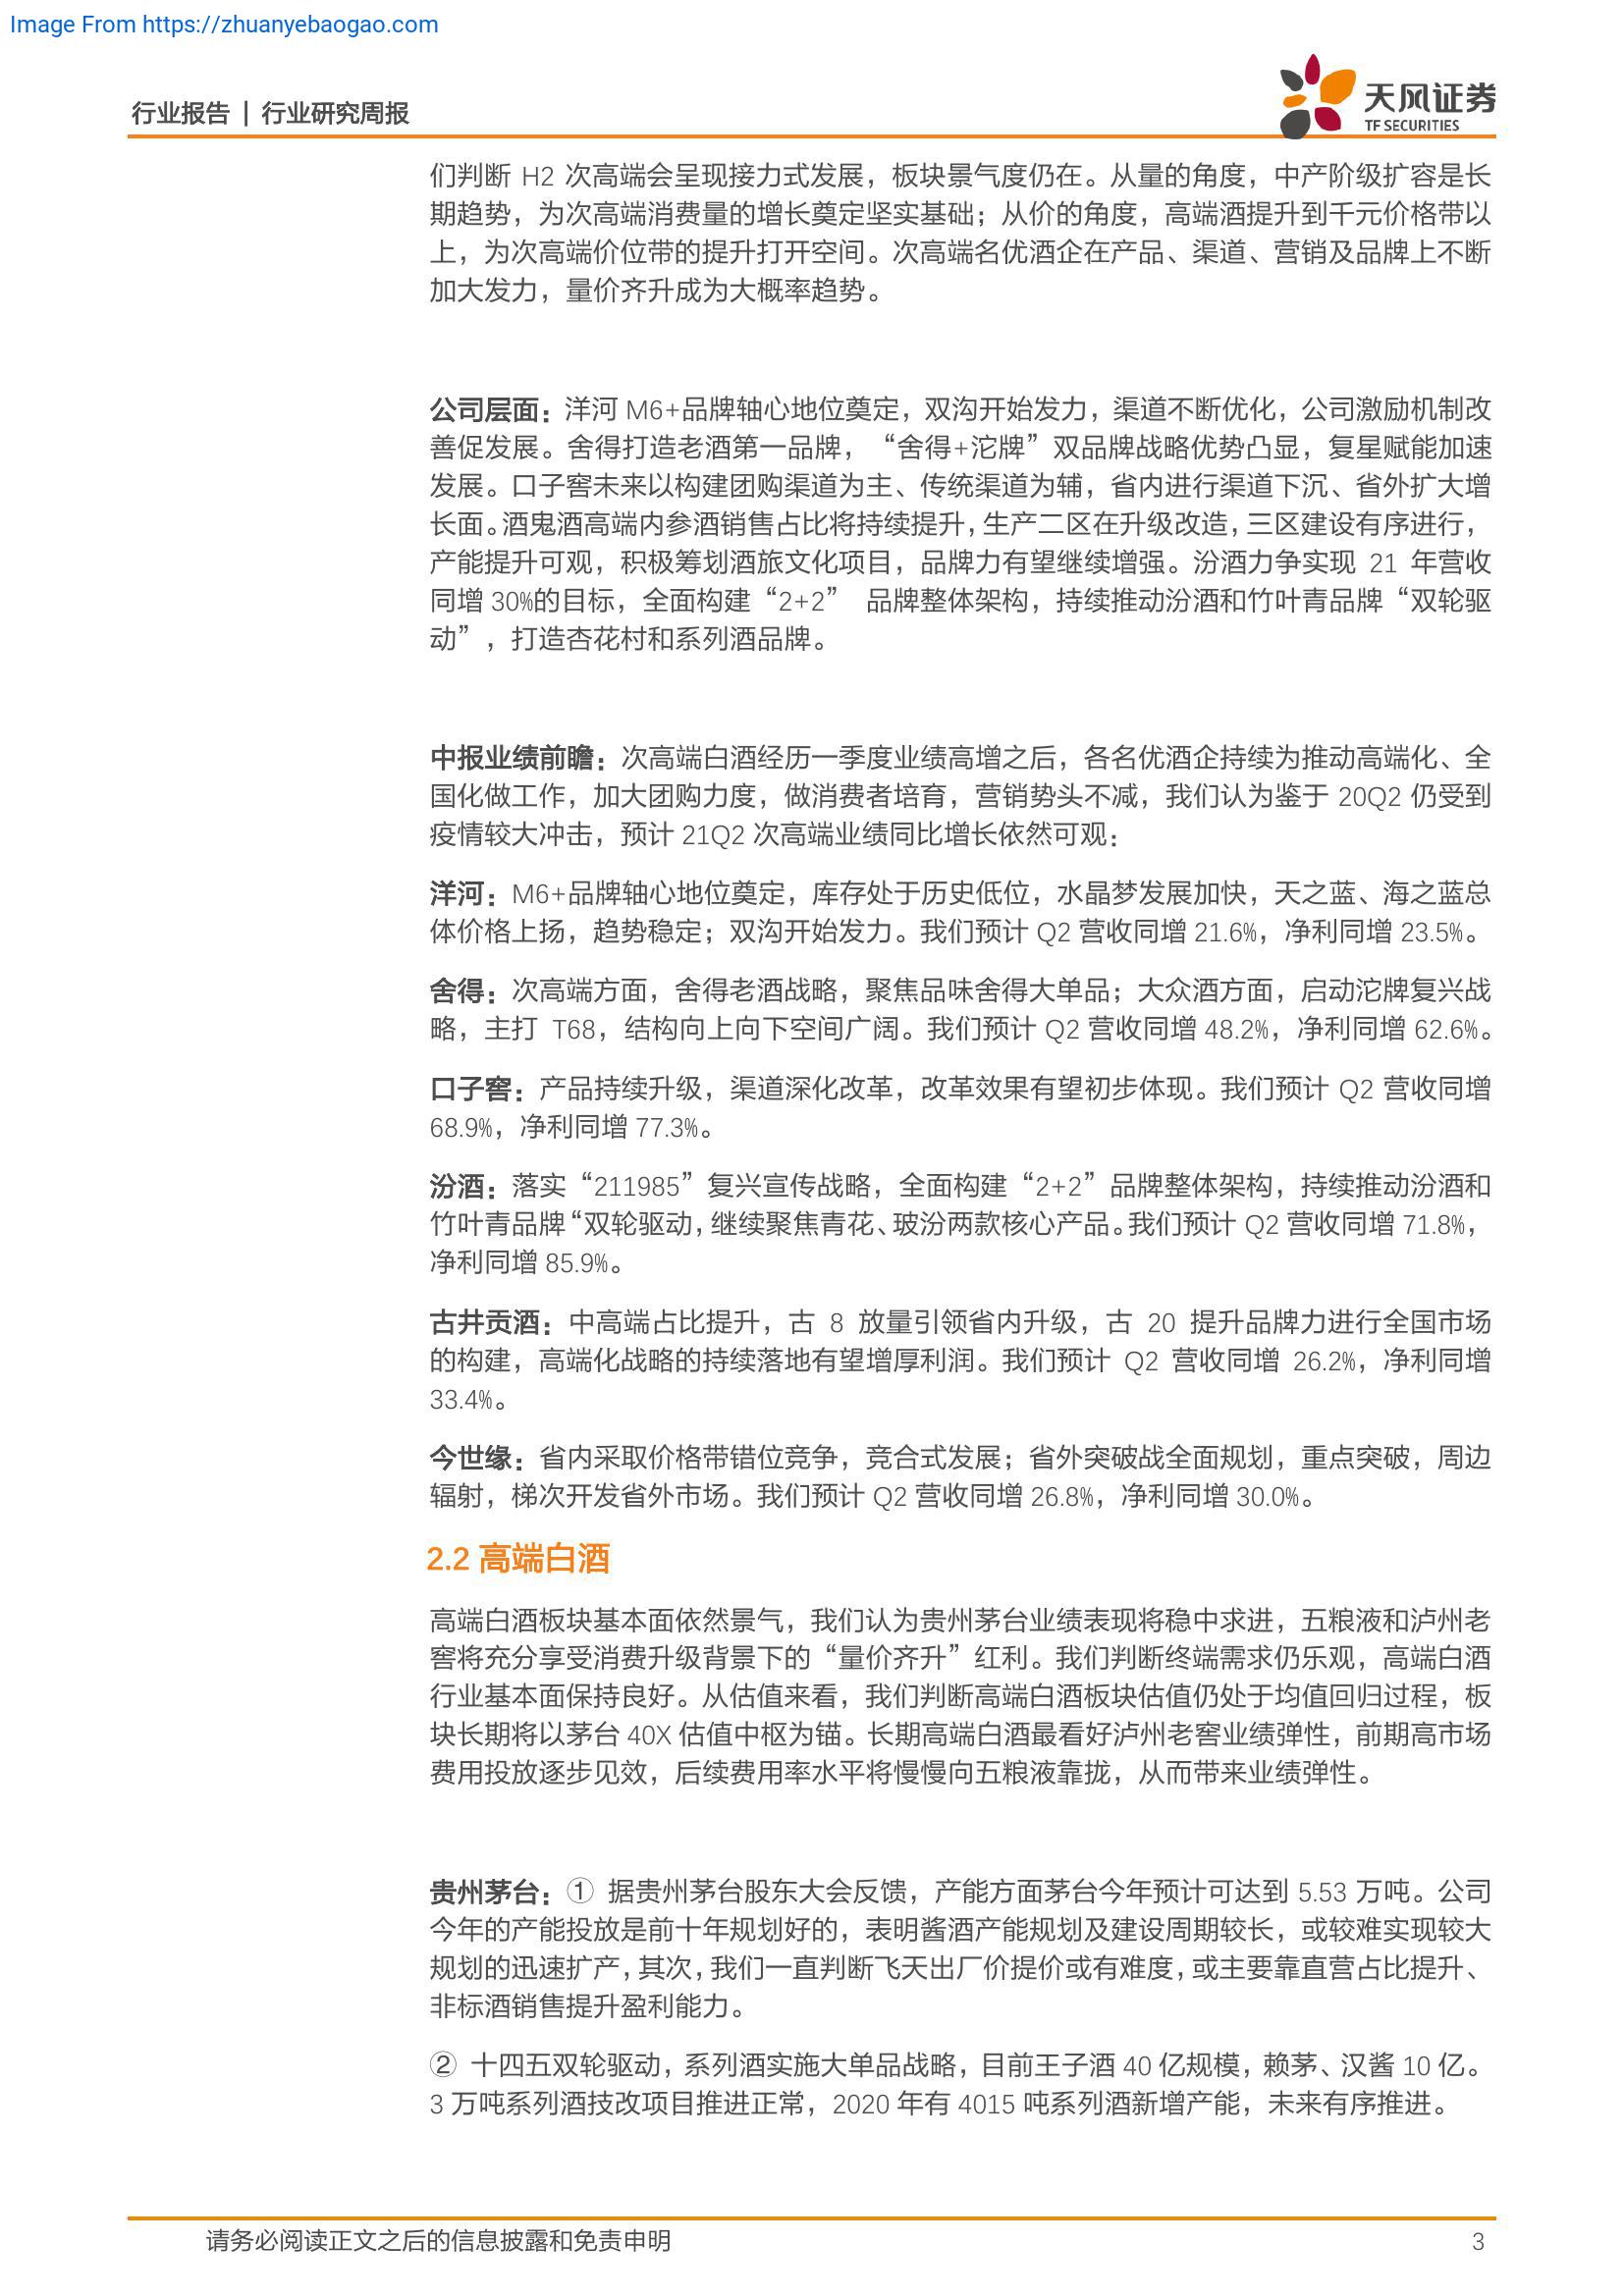 Image From https://zhuanyebaogao.com
行业报告 | 行业研究周报
天风证券
TF SECURITIES
们判断 H2 次高端会呈现接力式发展，板块景气度仍在。从量的角度，中产阶级扩容是长
期趋势，为次高端消费量的增长奠定坚实基础；从价的角度，高端酒提升到千元价格带以
上，为次高端价位带的提升打开空间。次高端名优酒企在产品、渠道、营销及品牌上不断
加大发力，量价齐升成为大概率趋势。
公司层面：洋河 M6+品牌轴心地位奠定，双沟开始发力，渠道不断优化，公司激励机制改
善促发展。舍得打造老酒第一品牌，“舍得+沱牌”双品牌战略优势凸显，复星赋能加速
发展。口子窖未来以构建团购渠道为主、传统渠道为辅，省内进行渠道下沉、省外扩大增
长面。酒鬼酒高端内参酒销售占比将持续提升，生产二区在升级改造，三区建设有序进行，
产能提升可观，积极筹划酒旅文化项目，品牌力有望继续增强。汾酒力争实现 21 年营收
同增 30%的目标，全面构建“2+2” 品牌整体架构，持续推动汾酒和竹叶青品牌“双轮驱
动”，打造杏花村和系列酒品牌。
中报业绩前瞻：次高端白酒经历一季度业绩高增之后，各名优酒企持续为推动高端化、全
国化做工作，加大团购力度，做消费者培育，营销势头不减，我们认为鉴于 20Q2 仍受到
疫情较大冲击，预计 21Q2 次高端业绩同比增长依然可观：
洋河：M6+品牌轴心地位奠定，库存处于历史低位，水晶梦发展加快，天之蓝、海之蓝总
体价格上扬，趋势稳定；双沟开始发力。我们预计 Q2 营收同增 21.6%，净利同增 23.5%。
舍得：次高端方面，舍得老酒战略，聚焦品味舍得大单品；大众酒方面，启动沱牌复兴战
略，主打 T68，结构向上向下空间广阔。我们预计 Q2 营收同增 48.2%，净利同增 62.6%。
口子窖：产品持续升级，渠道深化改革，改革效果有望初步体现。我们预计 Q2 营收同增
68.9%，净利同增 77.3%。
汾酒：落实“211985”复兴宣传战略，全面构建“2+2”品牌整体架构，持续推动汾酒和
竹叶青品牌“双轮驱动，继续聚焦青花、玻汾两款核心产品。我们预计 Q2 营收同增 71.8%，
净利同增 85.9%。
古井贡酒：中高端占比提升，古 8 放量引领省内升级，古 20 提升品牌力进行全国市场
的构建，高端化战略的持续落地有望增厚利润。我们预计 Q2 营收同增 26.2%，净利同增
33.4%。
今世缘：省内采取价格带错位竞争，竞合式发展；省外突破战全面规划，重点突破，周边
辐射，梯次开发省外市场。我们预计 Q2 营收同增 26.8%，净利同增 30.0%。
2.2 高端白酒
高端白酒板块基本面依然景气，我们认为贵州茅台业绩表现将稳中求进，五粮液和泸州老
窖将充分享受消费升级背景下的“量价齐升”红利。我们判断终端需求仍乐观，高端白酒
行业基本面保持良好。从估值来看，我们判断高端白酒板块估值仍处于均值回归过程，板
块长期将以茅台 40X 估值中枢为锚。长期高端白酒最看好泸州老窖业绩弹性，前期高市场
费用投放逐步见效，后续费用率水平将慢慢向五粮液靠拢，从而带来业绩弹性。
贵州茅台：① 据贵州茅台股东大会反馈，产能方面茅台今年预计可达到 5.53 万吨。公司
今年的产能投放是前十年规划好的，表明酱酒产能规划及建设周期较长，或较难实现较大
规划的迅速扩产，其次，我们一直判断飞天出厂价提价或有难度，或主要靠直营占比提升、
非标酒销售提升盈利能力。
② 十四五双轮驱动，系列酒实施大单品战略，目前王子酒 40 亿规模，赖茅、汉酱 10 亿。
3 万吨系列酒技改项目推进正常，2020 年有 4015 吨系列酒新增产能，未来有序推进。
请务必阅读正文之后的信息披露和免责申明
3